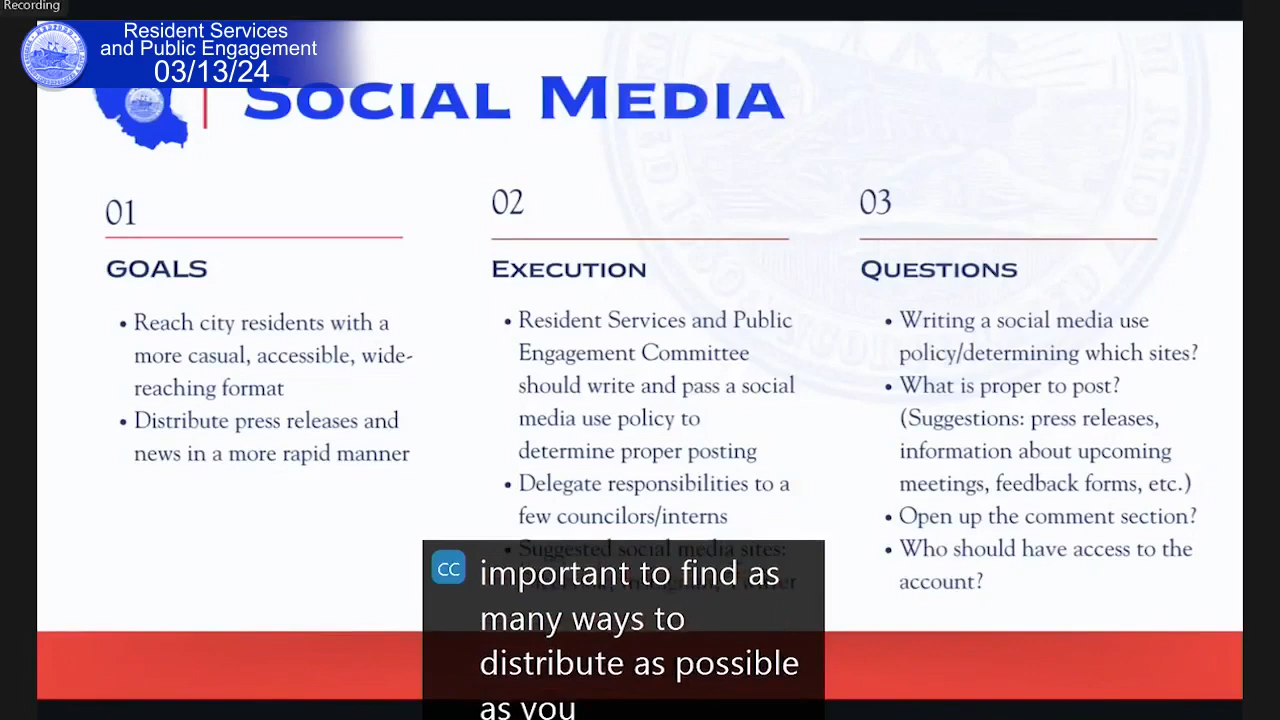 Recording
Resident Services
and Public Engagement
03/13/24
SOCIAL MEDIA
01
GOALS
• Reach city residents with a
more casual, accessible, wide-
reaching format
• Distribute press releases and
news in a more rapid manner
02
EXECUTION
• Resident Services and Public
Engagement Committee
should write and pass a social
media use policy to
determine proper posting
• Delegate responsibilities to a
few councilors/interns
• Suggested social media sites:
03
QUESTIONS
• Writing a social media use
policy/determining which sites?
• What is proper to post?
(Suggestions: press releases,
information about upcoming
meetings, feedback forms, etc.)
• Open up the comment section?
• Who should have access to the
account?
CC
important to find as
many ways to
distribute as possible
as you